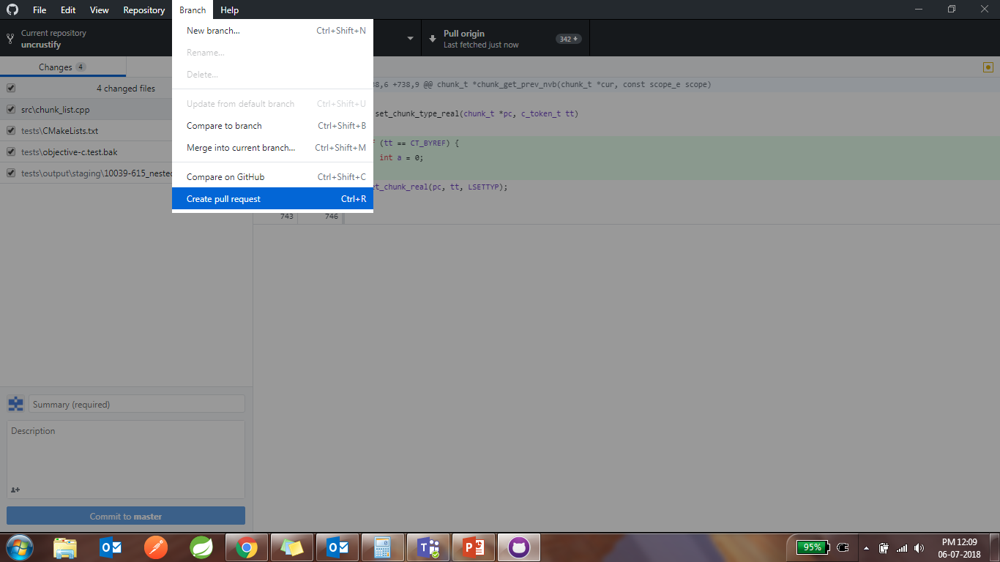 File Edit View Repository Branch Help
Current repository
uncrustify
Pull origin
Last fetched just now
342
New branch... Ctrl+Shift+N
Rename...
Delete...
Update from default branch Ctrl+Shift+U
Compare to branch Ctrl+Shift+B
Merge into current branch... Ctrl+Shift+M
Compare on GitHub Ctrl+Shift+C
Create pull request Ctrl+R
Changes 4
4 changed files
src\chunk_list.cpp
tests\CMakeLists.txt
tests\objective-c.test.bak
tests\output\staging\10039-615_nested
8,6 +738,9 @@ chunk_t *chunk_get_prev_nvb(chunk_t *cur, const scope_e scope)
set_chunk_type_real(chunk_t *pc, c_token_t tt)
(tt == CT_BYREF) {
int a = 0;
et_chunk_real(pc, tt, LSETTYP);
743 746
Summary (required)
Description
Commit to master
95%
PM 12:09
06-07-2018